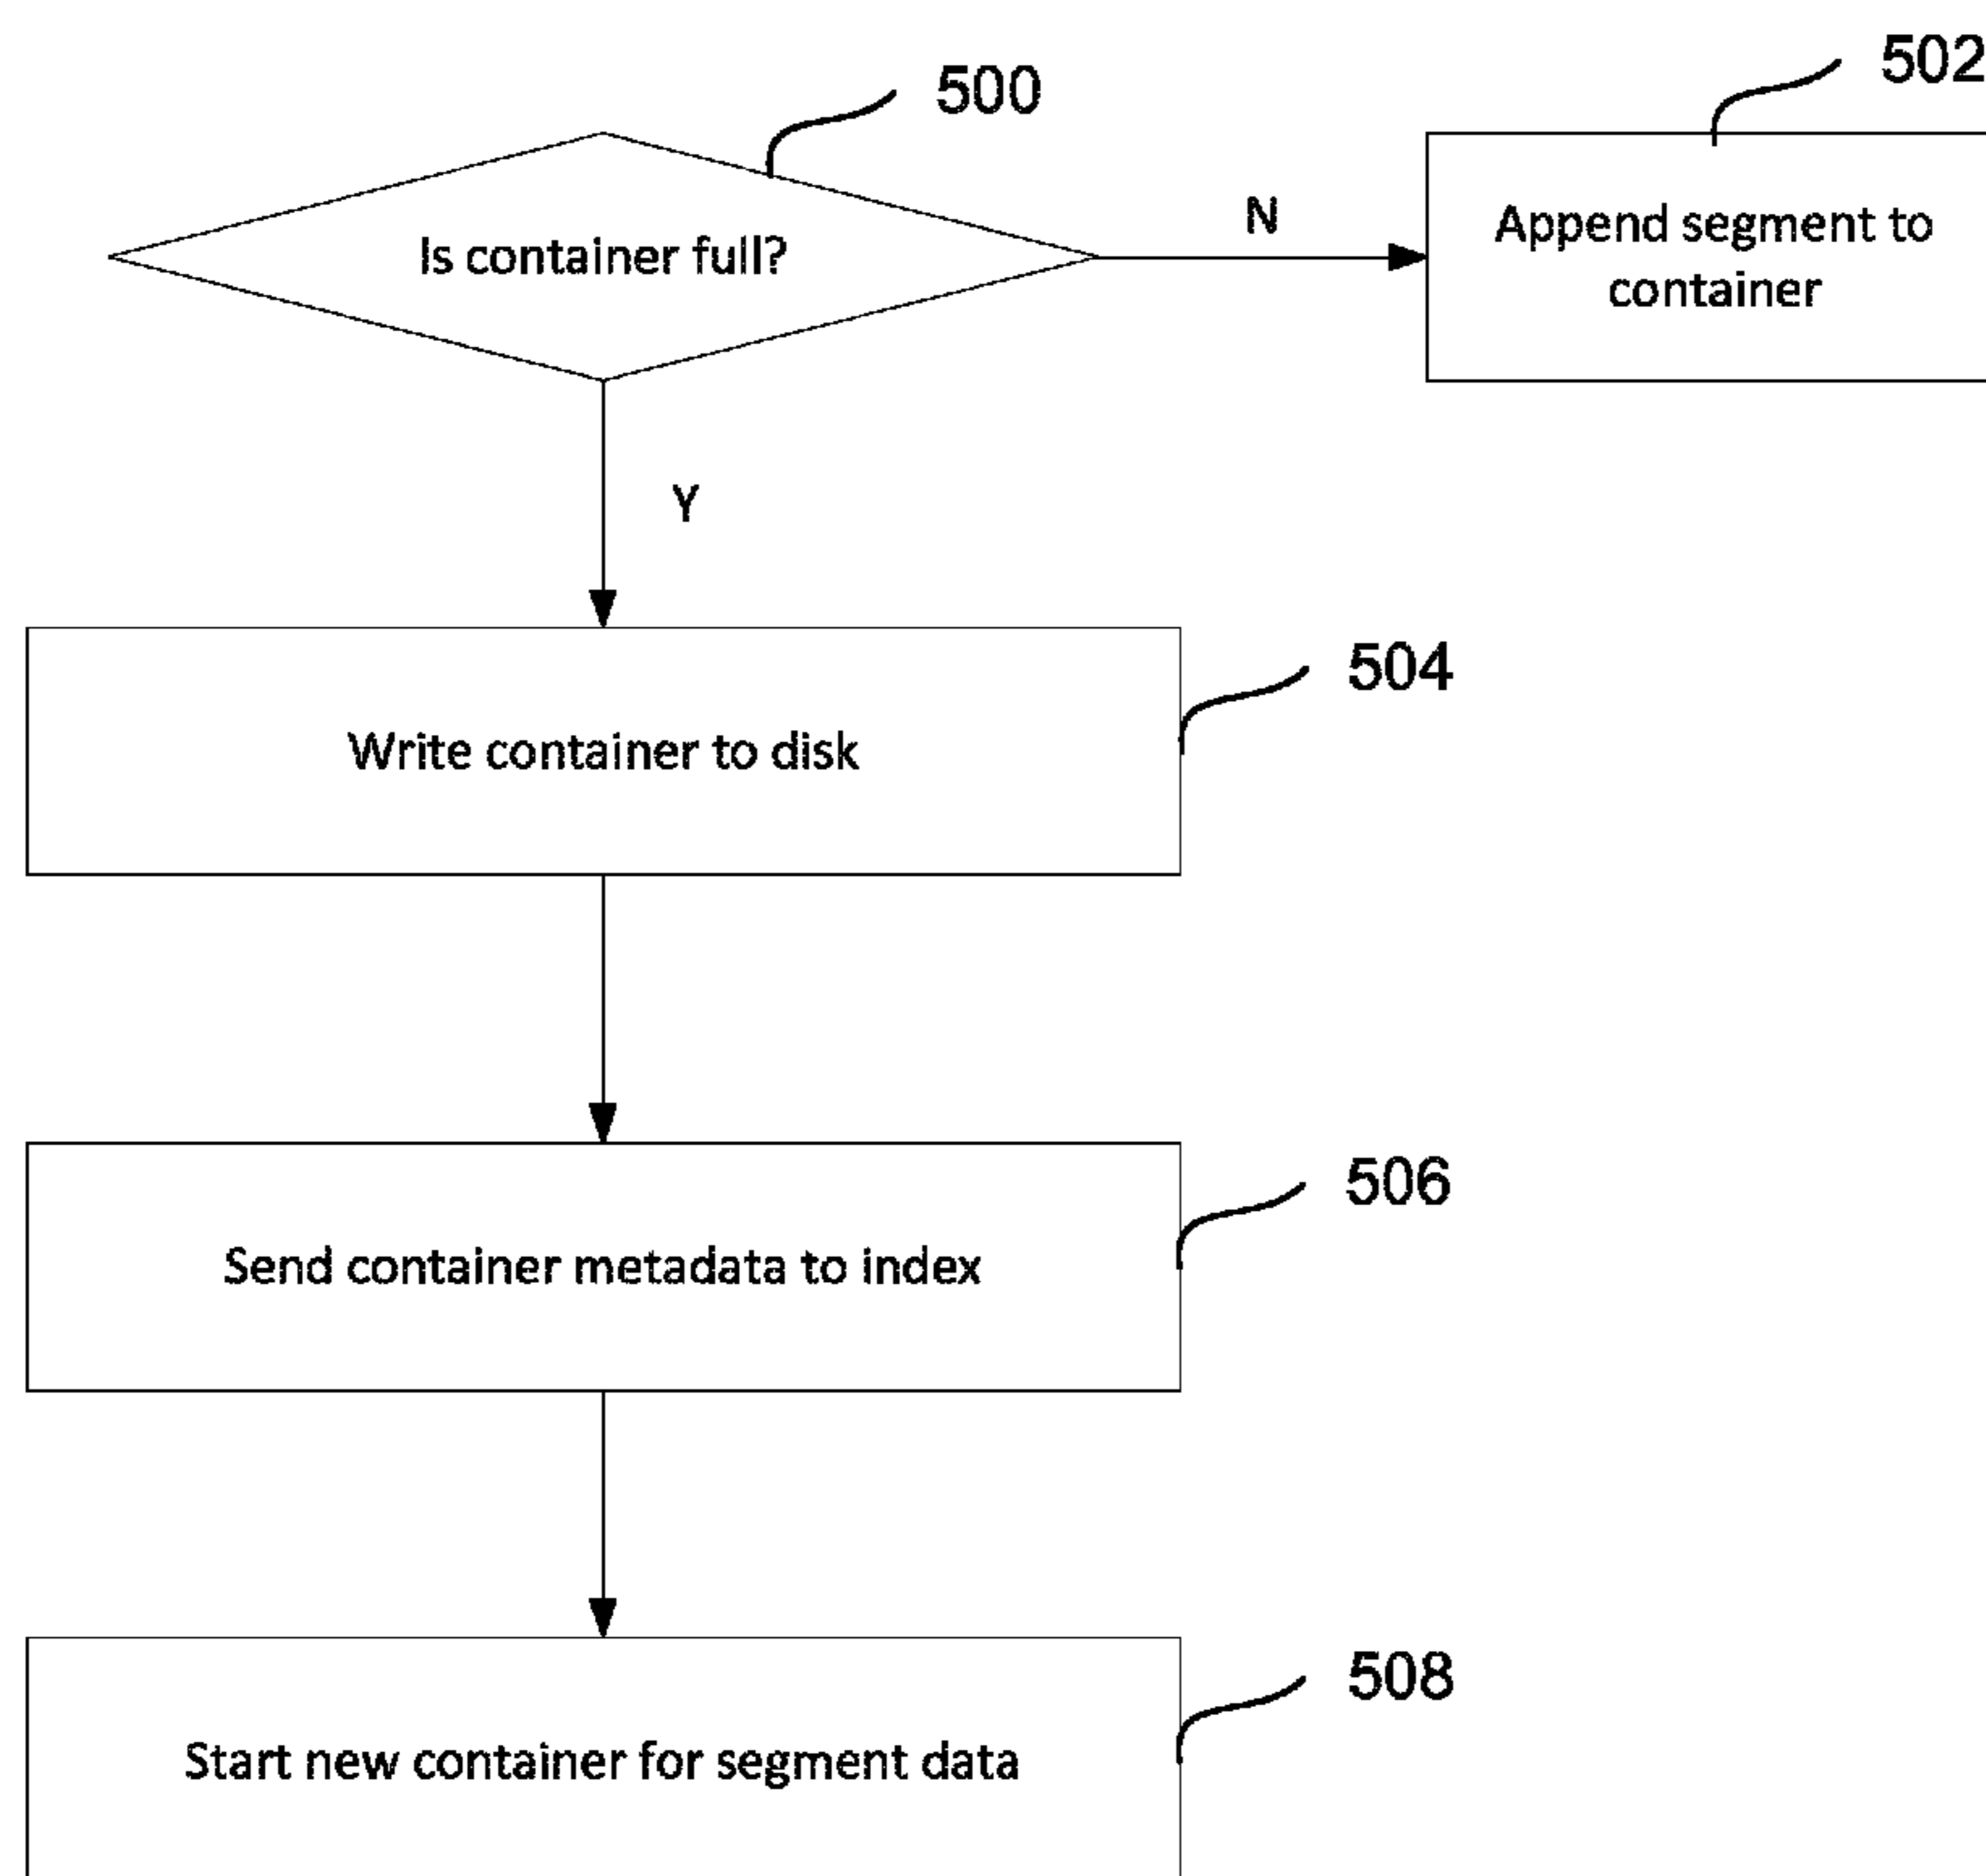 500
502
Is container full?
N
Append segment to
container
Y
504
Write container to disk
506
Send container metadata to index
508
Start new container for segment data